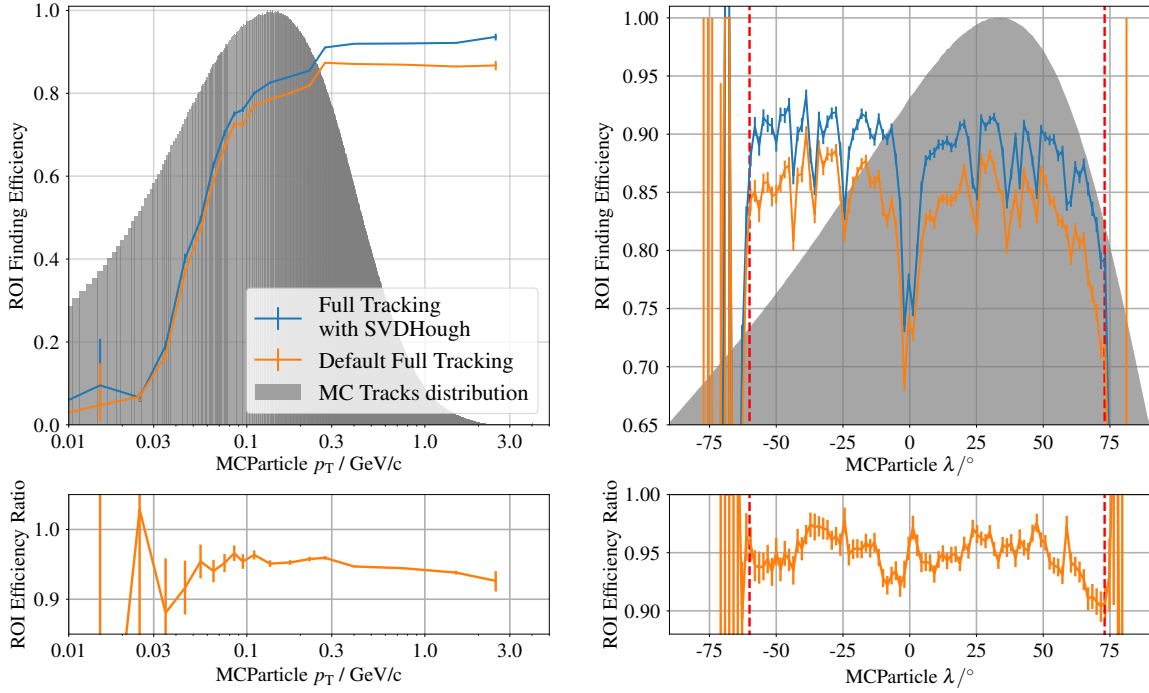 ROI Finding Efficiency
1.0
0.8
0.6
0.4
0.2
0.0
Full Tracking
with SVDHough
Default Full Tracking
MC Tracks distribution
0.01 0.03 0.1 0.3 1.0 3.0
MCParticle p_T / GeV/c
ROI Finding Efficiency
1.00
0.95
0.90
0.85
0.80
0.75
0.70
0.65
-75 -50 -25 0 25 50 75
MCParticle λ/°
ROI Efficiency Ratio
1.0
0.9
0.01 0.03 0.1 0.3 1.0 3.0
MCParticle p_T / GeV/c
ROI Efficiency Ratio
1.00
0.95
0.90
-75 -50 -25 0 25 50 75
MCParticle λ/°